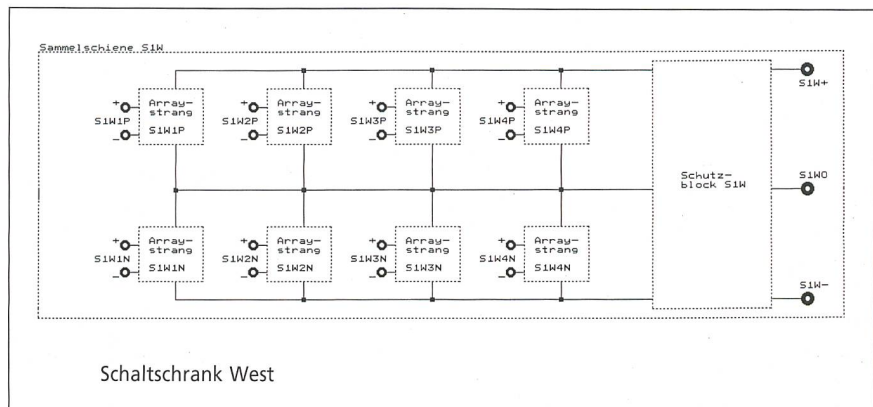 Sammelschiene S1W
S1W+
+ Array-strang S1W1P
S1W1P
-
+ Array-strang S1W2P
S1W2P
-
+ Array-strang S1W3P
S1W3P
-
+ Array-strang S1W4P
S1W4P
-
Schutz-
block S1W
S1W0
+ Array-strang S1W1N
S1W1N
-
+ Array-strang S1W2N
S1W2N
-
+ Array-strang S1W3N
S1W3N
-
+ Array-strang S1W4N
S1W4N
-
S1W-
Schaltschrank West